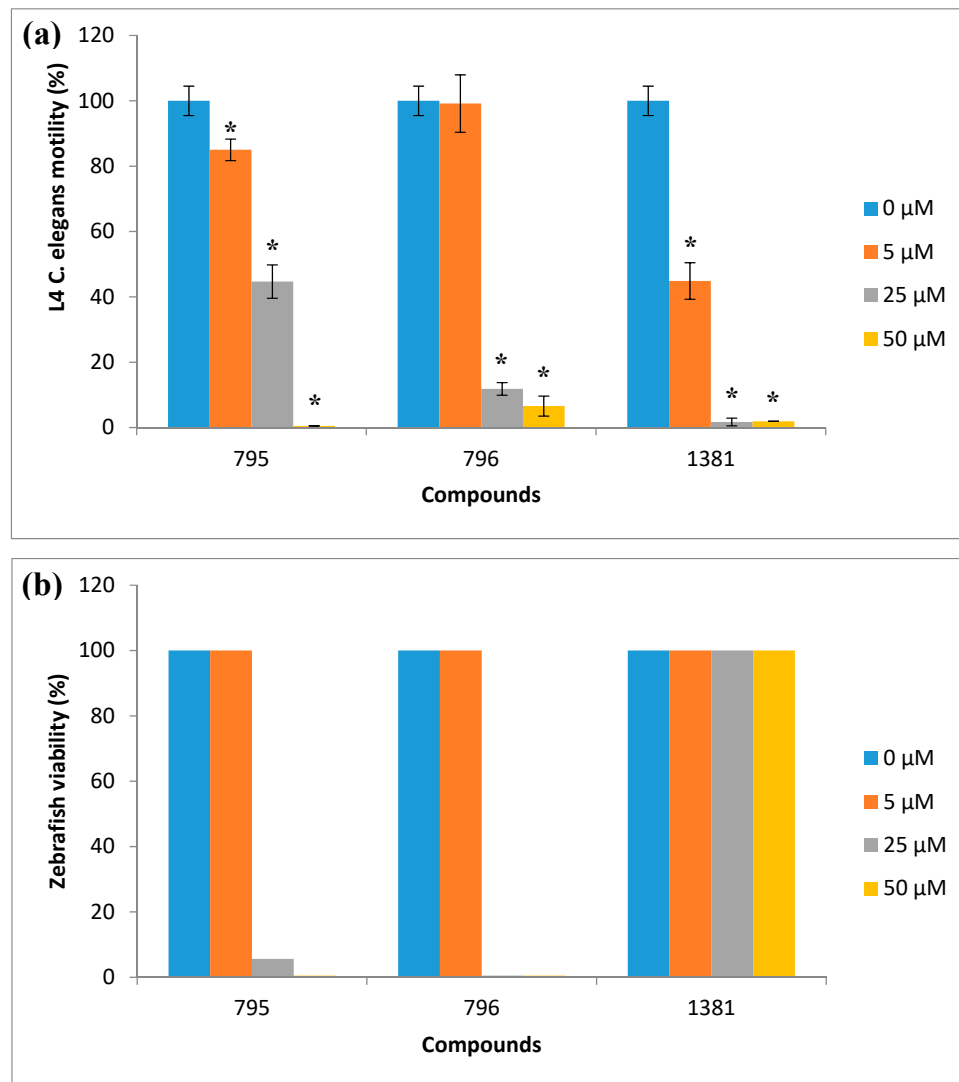 (a)
120
100
80
60
40
20
0
L4 C. elegans motility (%)
*
*
*
*
*
*
*
*
795
796
1381
Compounds
0 µM
5 µM
25 µM
50 µM
(b)
120
100
80
60
40
20
0
Zebrafish viability (%)
795
796
1381
Compounds
0 µM
5 µM
25 µM
50 µM